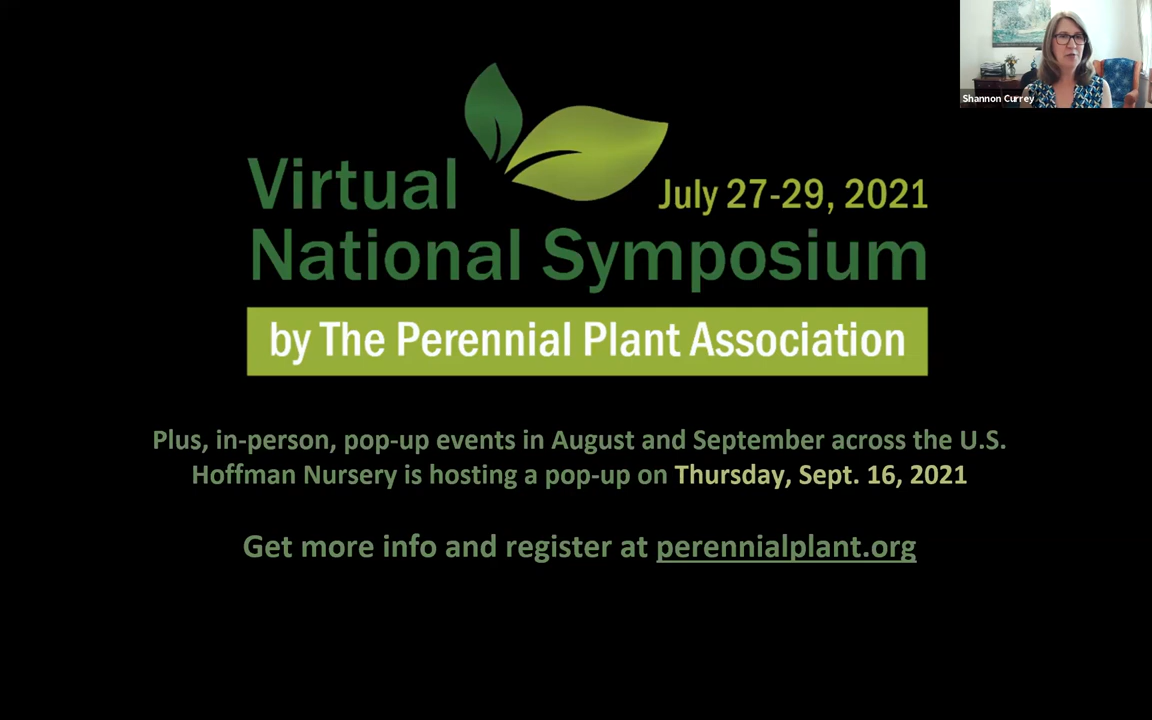 Shannon Currey
Virtual
July 27-29, 2021
National Symposium
by The Perennial Plant Association
Plus, in-person, pop-up events in August and September across the U.S.
Hoffman Nursery is hosting a pop-up on Thursday, Sept. 16, 2021
Get more info and register at perennialplant.org